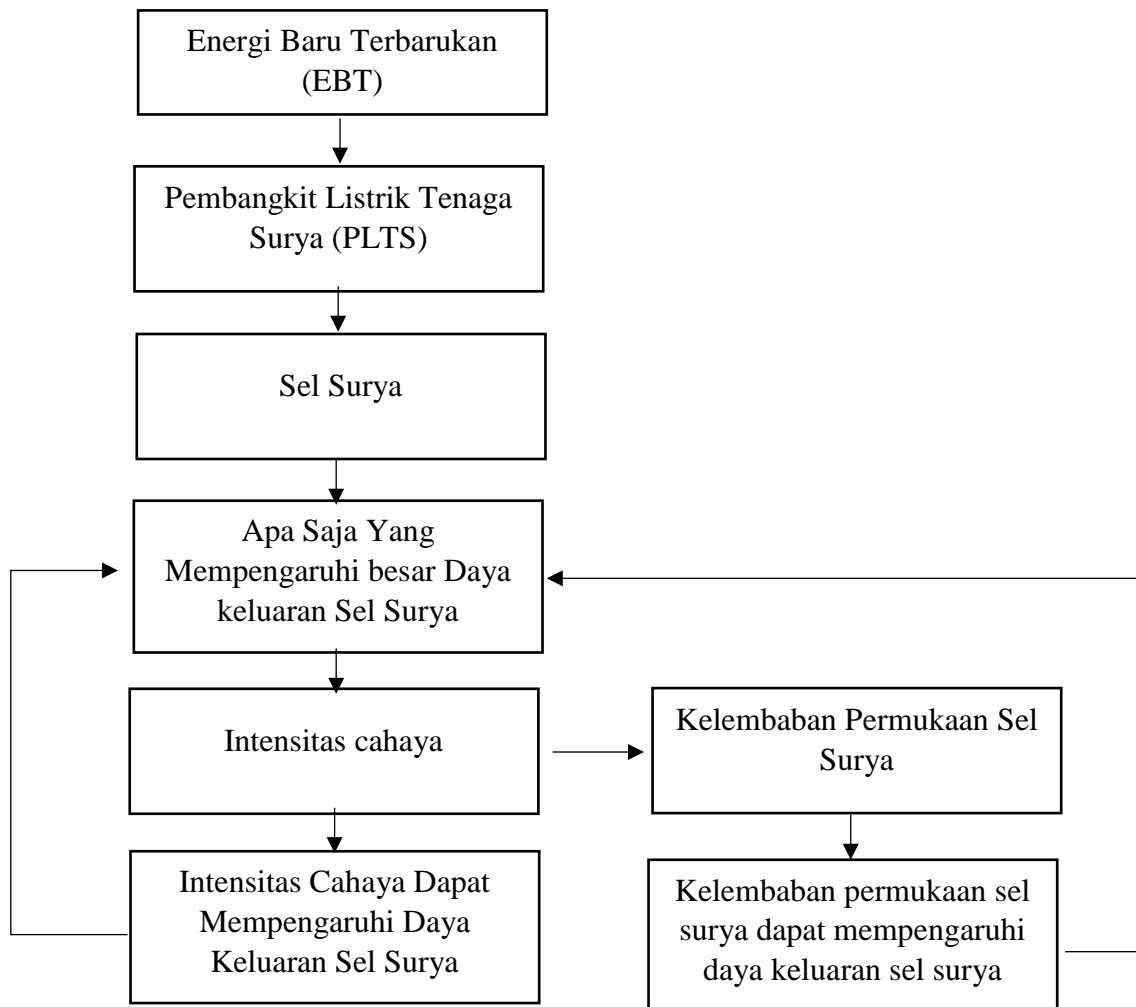 Energi Baru Terbarukan
(EBT)
Pembangkit Listrik Tenaga
Surya (PLTS)
Sel Surya
Apa Saja Yang
Mempengaruhi besar Daya
keluaran Sel Surya
Intensitas cahaya
Kelembaban Permukaan Sel
Surya
Intensitas Cahaya Dapat
Mempengaruhi Daya
Keluaran Sel Surya
Kelembaban permukaan sel
surya dapat mempengaruhi
daya keluaran sel surya